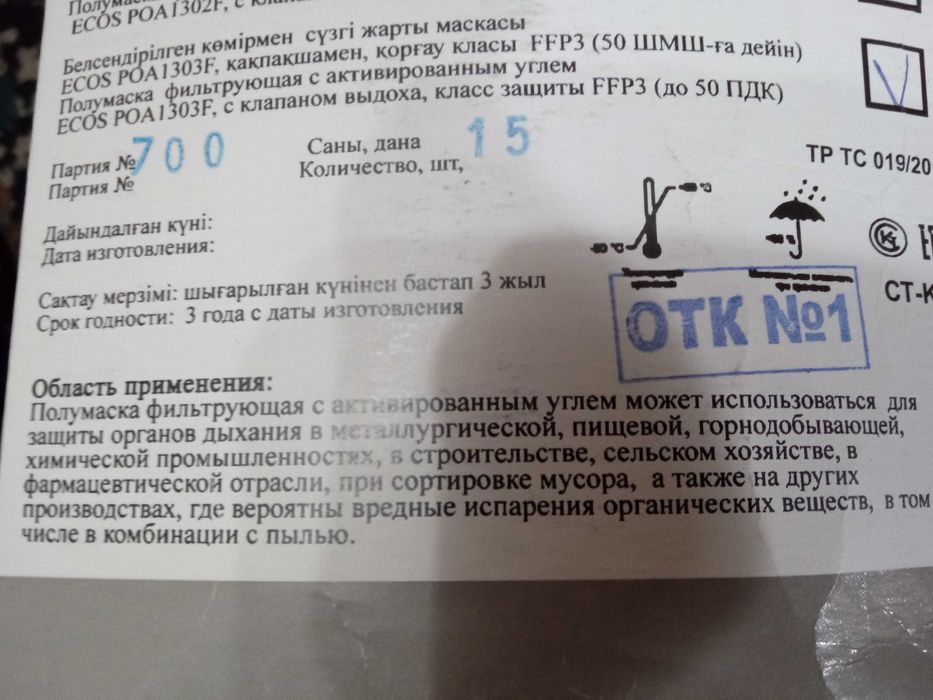 Полумаска
ECOS POA1302F, с клапан
Белсендірілген көмірмен сүзгі жарты маскасы
ECOS POA1303F, қакпақшамен, қорғау класы FFP3 (50 ШМШ-ға дейін)
Полумаска фильтрующая с активированным углем
ECOS POA1303F, с клапаном выдоха, класс защиты FFP3 (до 50 ПДК)
V
Партия № 700
Партия №
Саны, дана
Количество, шт, 15
ТР ТС 019/20
Дайындалған күні:
Дата изготовления:
Сактау мерзімі: шығарылған күнінен бастап 3 жыл
Срок годности: 3 года с даты изготовления
СТ-К
ОТК №1
Область применения:
Полумаска фильтрующая с активированным углем может использоваться для
защиты органов дыхания в металлургической, пищевой, горнодобывающей,
химической промышленностях, в строительстве, сельском хозяйстве, в
фармацевтической отрасли, при сортировке мусора, а также на других
производствах, где вероятны вредные испарения органических веществ, в том
числе в комбинации с пылью.